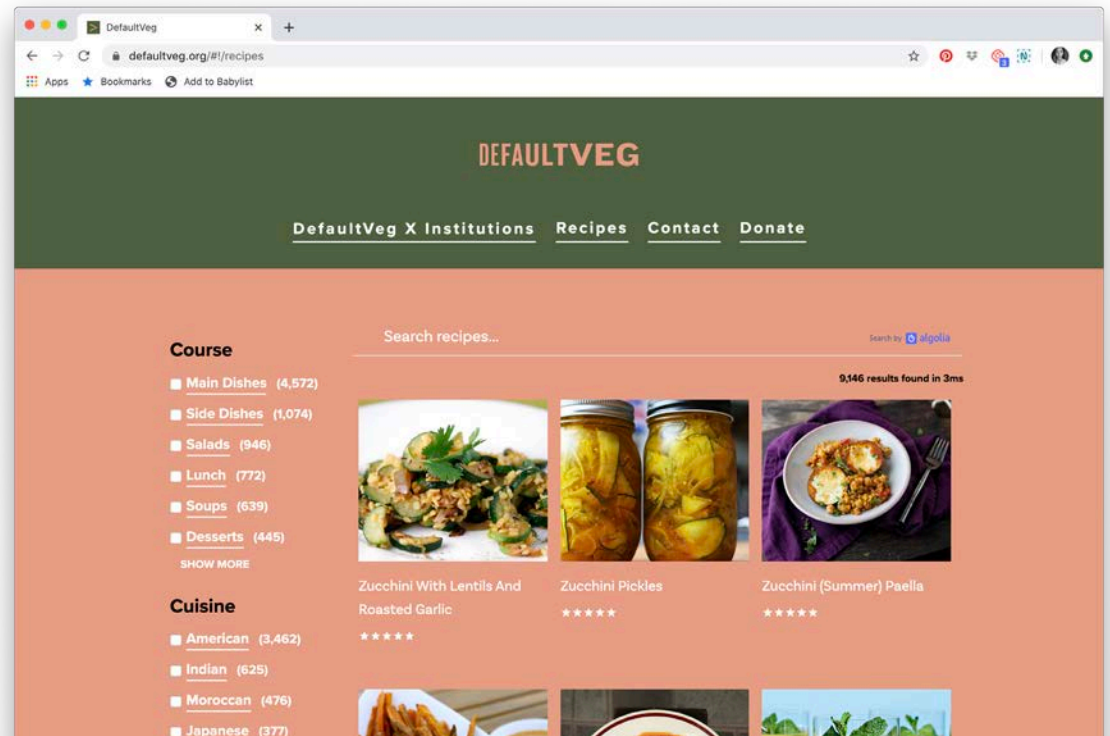 DefaultVeg
defaultveg.org/#!/recipes
Apps Bookmarks Add to Babylist
DEFAULTVEG
DefaultVeg X Institutions Recipes Contact Donate
Search recipes...
Search by algolia
9,146 results found in 3ms
Course
Main Dishes (4,572)
Side Dishes (1,074)
Salads (946)
Lunch (772)
Soups (639)
Desserts (445)
SHOW MORE
Cuisine
American (3,462)
Indian (625)
Moroccan (476)
Japanese (377)
Zucchini With Lentils And
Roasted Garlic
Zucchini Pickles
Zucchini (Summer) Paella